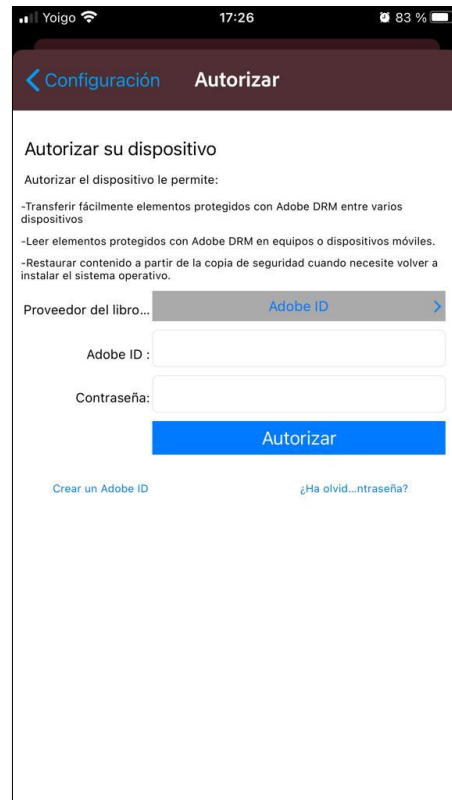 Yoigo 17:26 83 %
Configuración Autorizar
Autorizar su dispositivo
Autorizar el dispositivo le permite:
-Transferir fácilmente elementos protegidos con Adobe DRM entre varios
dispositivos
-Leer elementos protegidos con Adobe DRM en equipos o dispositivos móviles.
-Restaurar contenido a partir de la copia de seguridad cuando necesite volver a
instalar el sistema operativo.
Proveedor del libro... Adobe ID
Adobe ID :
Contraseña:
Autorizar
Crear un Adobe ID ¿Ha olvid...ntraseña?